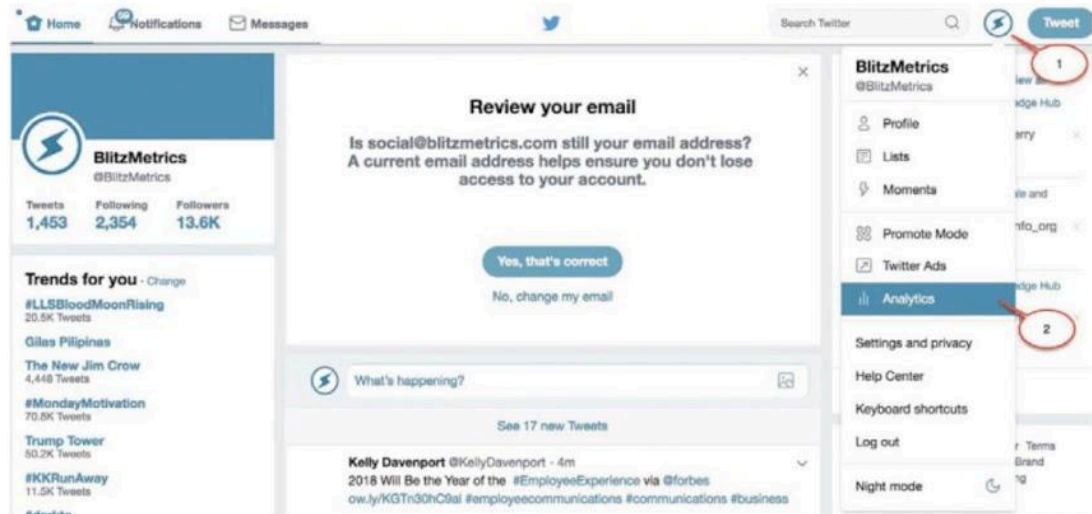 Home
Notifications
Messages
Search Twitter
Tweet
1
BlitzMetrics
@BlitzMetrics
Tweets Following Followers
1,453 2,354 13.6K
Trends for you · Change
#LLSBloodMoonRising
20.5K Tweets
Gilas Pilipinas
The New Jim Crow
4,448 Tweets
#MondayMotivation
70.8K Tweets
Trump Tower
50.2K Tweets
#KKRunAway
11.5K Tweets
Review your email
Is social@blitzmetrics.com still your email address?
A current email address helps ensure you don't lose
access to your account.
Yes, that's correct
No, change my email
What's happening?
See 17 new Tweets
Kelly Davenport @KellyDavenport · 4m
2018 Will Be the Year of the #EmployeeExperience via @forbes
ow.ly/KGTn30hC9al #employeecommunications #communications #business
BlitzMetrics
@BlitzMetrics
Profile
Lists
Moments
Promote Mode
Twitter Ads
Analytics
2
Settings and privacy
Help Center
Keyboard shortcuts
Log out
Night mode
erry
and
nfo_org
Hub
Terms
Brand